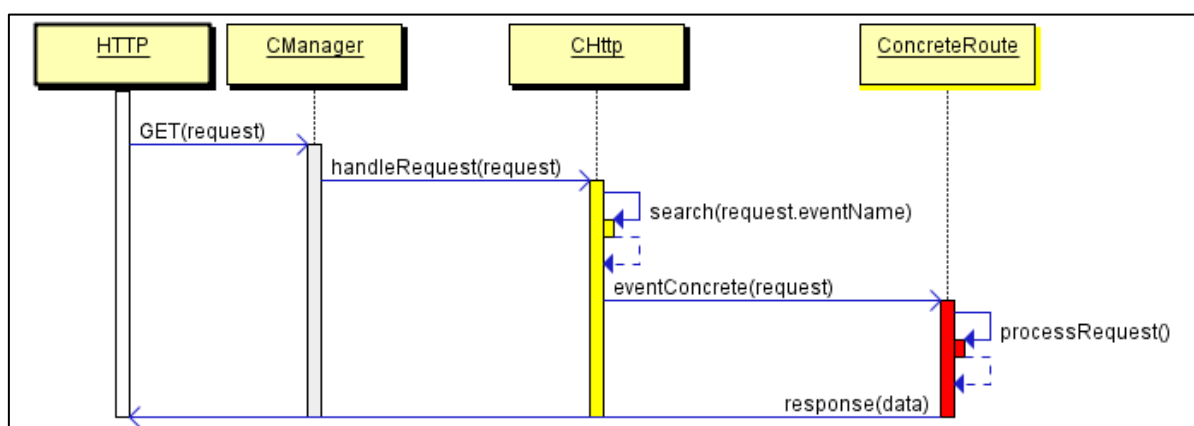 HTTP
CManager
CHttp
ConcreteRoute
GET(request)
handleRequest(request)
search(request.eventName)
eventConcrete(request)
processRequest()
response(data)